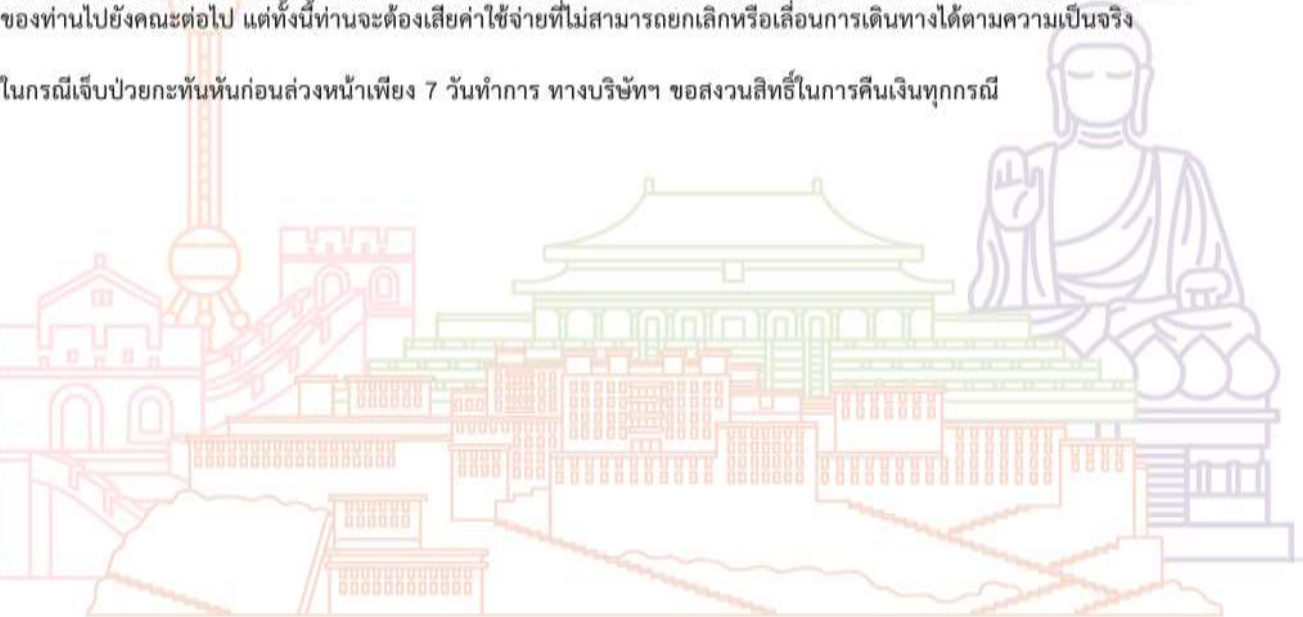 ของท่านไปยังคณะต่อไป แต่ทั้งนี้ท่านจะต้องเสียค่าใช้จ่ายที่ไม่สามารถยกเลิกหรือเลื่อนการเดินทางได้ตามความเป็นจริง
ในกรณีเจ็บป่วยกะทันหันก่อนล่วงหน้าเพียง 7 วันทำการ ทางบริษัทฯ ขอสงวนสิทธิ์ในการคืนเงินทุกกรณี